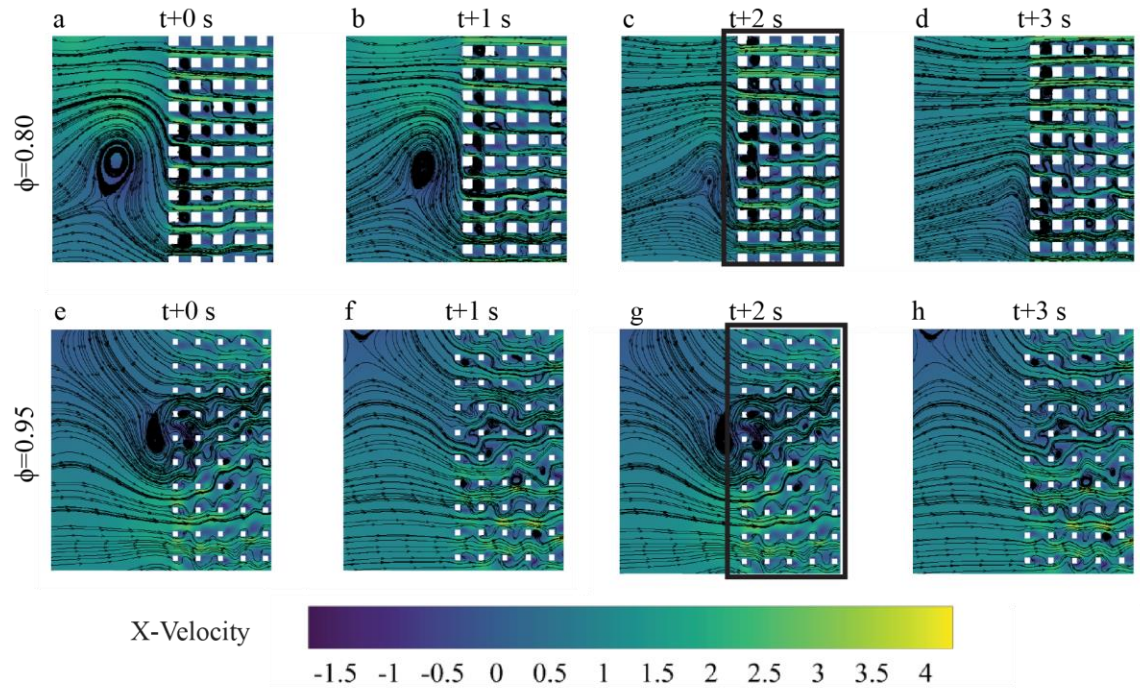 a t+0 s b t+1 s c t+2 s d t+3 s
ϕ=0.80
e t+0 s f t+1 s g t+2 s h t+3 s
ϕ=0.95
X-Velocity
-1.5 -1 -0.5 0 0.5 1 1.5 2 2.5 3 3.5 4